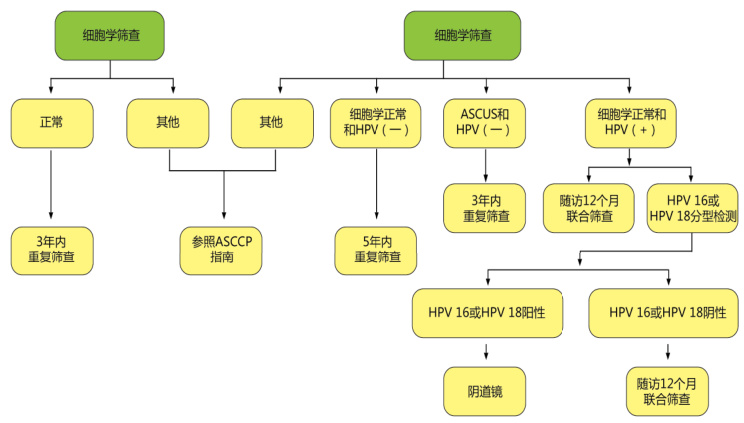 细胞学筛查
细胞学筛查
正常
其他
其他
细胞学正常
和HPV（一）
ASCUS和
HPV（一）
细胞学正常和
HPV（+）
3年内
重复筛查
随访12个月
联合筛查
HPV 16或
HPV 18分型检测
3年内
重复筛查
参照ASCCP
指南
5年内
重复筛查
HPV 16或HPV 18阳性
HPV 16或HPV 18阴性
阴道镜
随访12个月
联合筛查